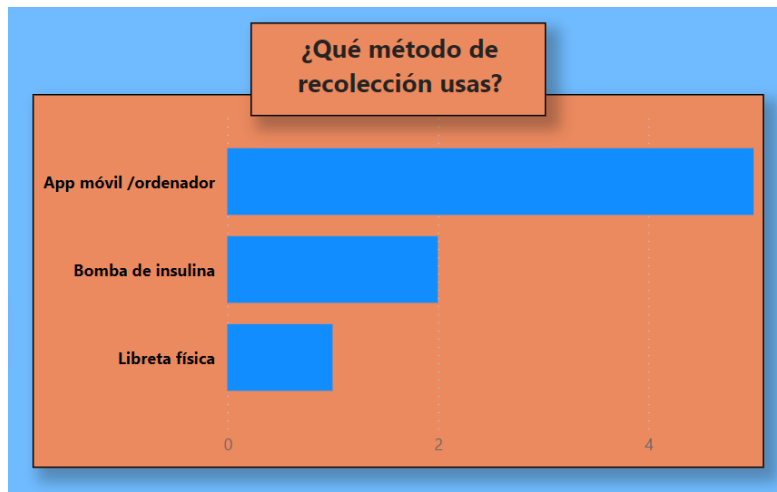 ¿Qué método de
recolección usas?
App móvil /ordenador
Bomba de insulina
Libreta física
0 2 4